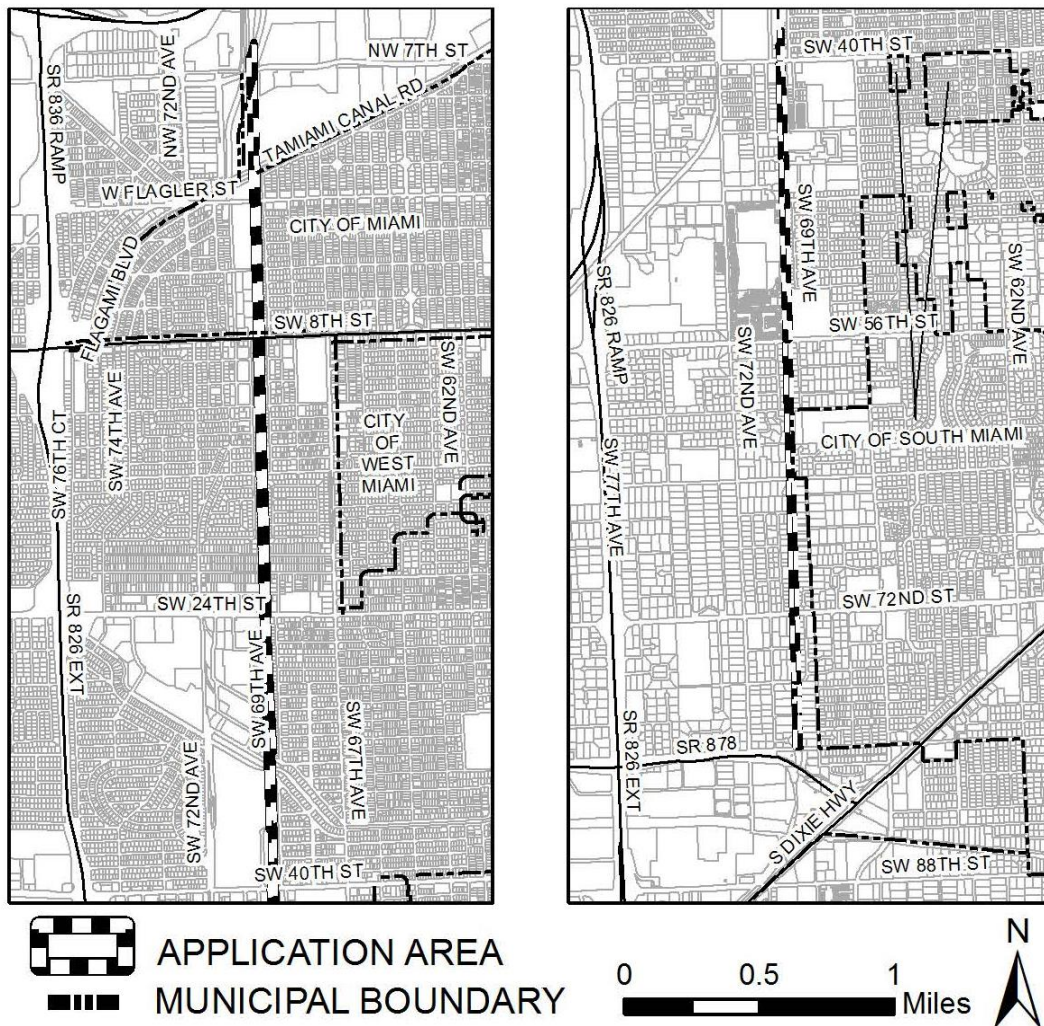 NW 7TH ST
SR 836 RAMP
NW 72ND AVE
TAMIAMI CANAL RD
W FLAGLER ST
CITY OF MIAMI
FLAGAMI BLVD
SW 8TH ST
SW 62ND AVE
SW 74TH AVE
CITY
OF
WEST
MIAMI
SW 79TH CT
SW 24TH ST
SR 826 EXT
SW 69TH AVE
SW 67TH AVE
SW 72ND AVE
SW 40TH ST
SW 40TH ST
SW 69TH AVE
SW 62ND AVE
SR 826 RAMP
SW 56TH ST
SW 72ND AVE
CITY OF SOUTH MIAMI
SW 77TH AVE
SW 72ND ST
SR 826 EXT
SR 878
S DIXIE HWY
SW 88TH ST
APPLICATION AREA
MUNICIPAL BOUNDARY
0 0.5 1
Miles
N